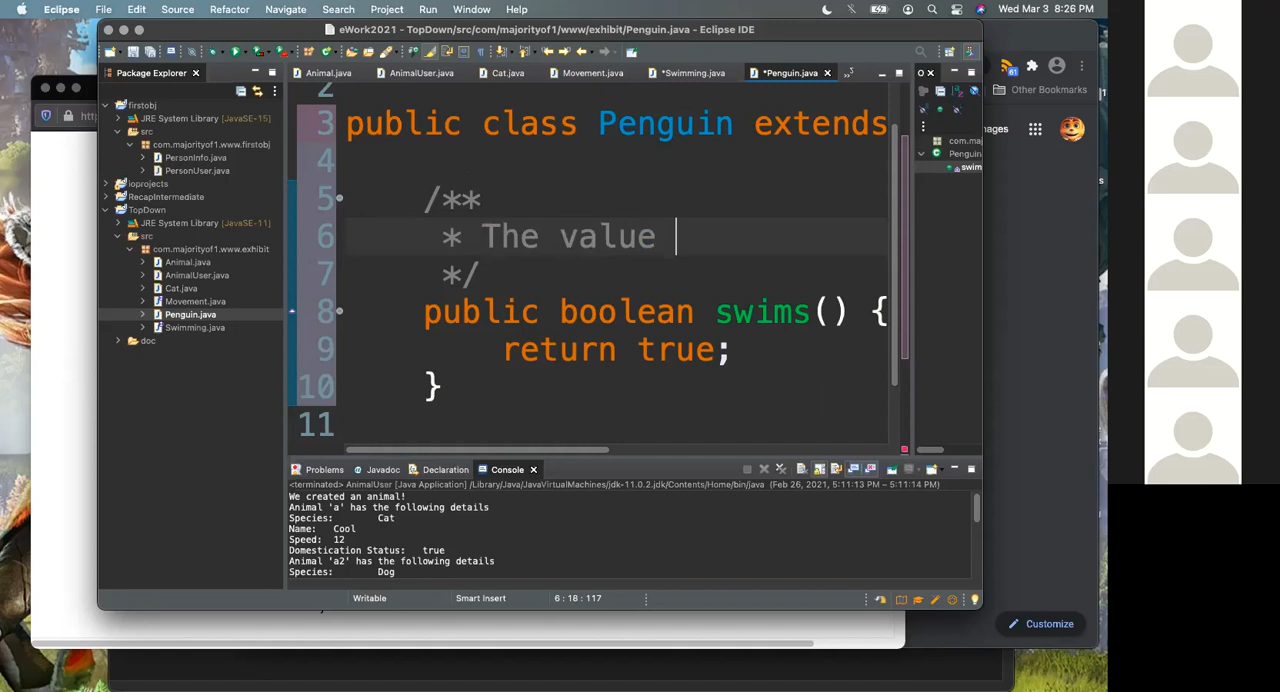 Eclipse File Edit Source Refactor Navigate Search Project Run Window Help Wed Mar 3 8:26 PM
eWork2021 - TopDown/src/com/majorityof1/www/exhibit/Penguin.java - Eclipse IDE
Package Explorer
Animal.java AnimalUser.java Cat.java Movement.java *Swimming.java *Penguin.java
firstobj
JRE System Library [JavaSE-15]
src
com.majorityof1.www.firstobj
PersonInfo.java
PersonUser.java
ioprojects
RecapIntermediate
TopDown
JRE System Library [JavaSE-11]
src
com.majorityof1.www.exhibit
Animal.java
AnimalUser.java
Cat.java
Movement.java
Penguin.java
Swimming.java
doc
2
3 public class Penguin extends
4
5 /**
6 * The value
7 */
8 public boolean swims() {
9 return true;
10 }
11
O
com.maj
Penguin
swim
Problems Javadoc Declaration Console
<terminated> AnimalUser [Java Application] /Library/Java/JavaVirtualMachines/jdk-11.0.2.jdk/Contents/Home/bin/java (Feb 26, 2021, 5:11:13 PM – 5:11:14 PM)
We created an animal!
Animal 'a' has the following details
Species: Cat
Name: Cool
Speed: 12
Domestication Status: true
Animal 'a2' has the following details
Species: Dog
Writable Smart Insert 6 : 18 : 117
61
Other Bookmarks
mages
Customize